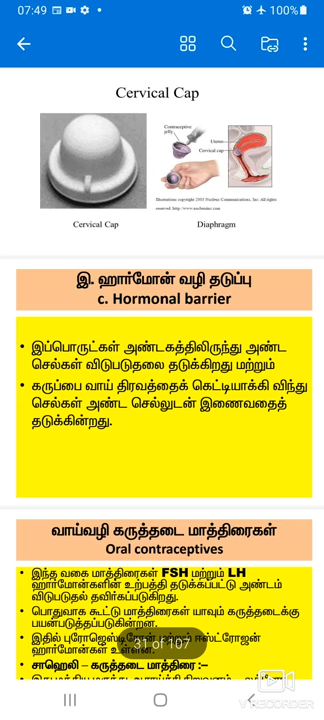 07:49
100%
Cervical Cap
Contraceptive
jelly
Uterus
Cervical cap
Illustrations copyright 2003 Nucleus Communications, Inc. All rights
reserved. http://www.nucleusinc.com
Cervical Cap
Diaphragm
இ. ஹார்மோன் வழி தடுப்பு
c. Hormonal barrier
• இப்பொருட்கள் அண்டகத்திலிருந்து அண்ட
செல்கள் விடுபடுதலை தடுக்கிறது மற்றும்
• கருப்பை வாய் திரவத்தைக் கெட்டியாக்கி விந்து
செல்கள் அண்ட செல்லுடன் இணைவதைத்
தடுக்கின்றது.
வாய்வழி கருத்தடை மாத்திரைகள்
Oral contraceptives
• இந்த வகை மாத்திரைகள் FSH மற்றும் LH
ஹார்மோன்களின் உற்பத்தி தடுக்கப்பட்டு அண்டம்
விடுபடுதல் தவிர்க்கப்படுகிறது.
• பொதுவாக கூட்டு மாத்திரைகள் யாவும் கருத்தடைக்கு
பயன்படுத்தப்படுகின்றன.
• இதில் புரோஜெஸ்டிரோன் மற்றும் ஈஸ்ட்ரோஜன்
ஹார்மோன்கள் உள்ளன.
31 of 107
• சாஹெலி – கருத்தடை மாத்திரை :–
VRECORDER